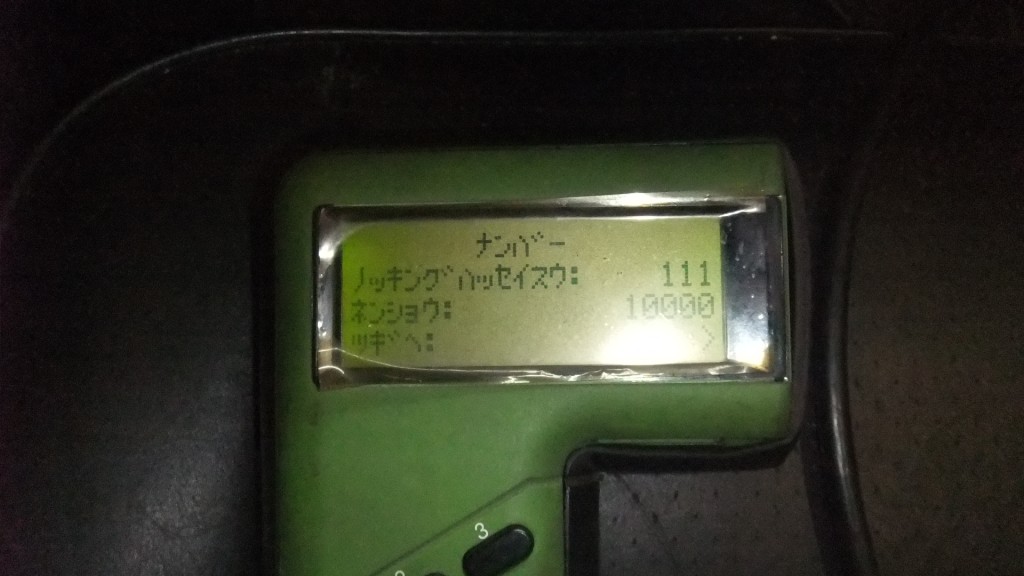 ナンバー
ノッキングハッセイスウ: 111
ネンショウ: 10000
ツギヘ: >
3